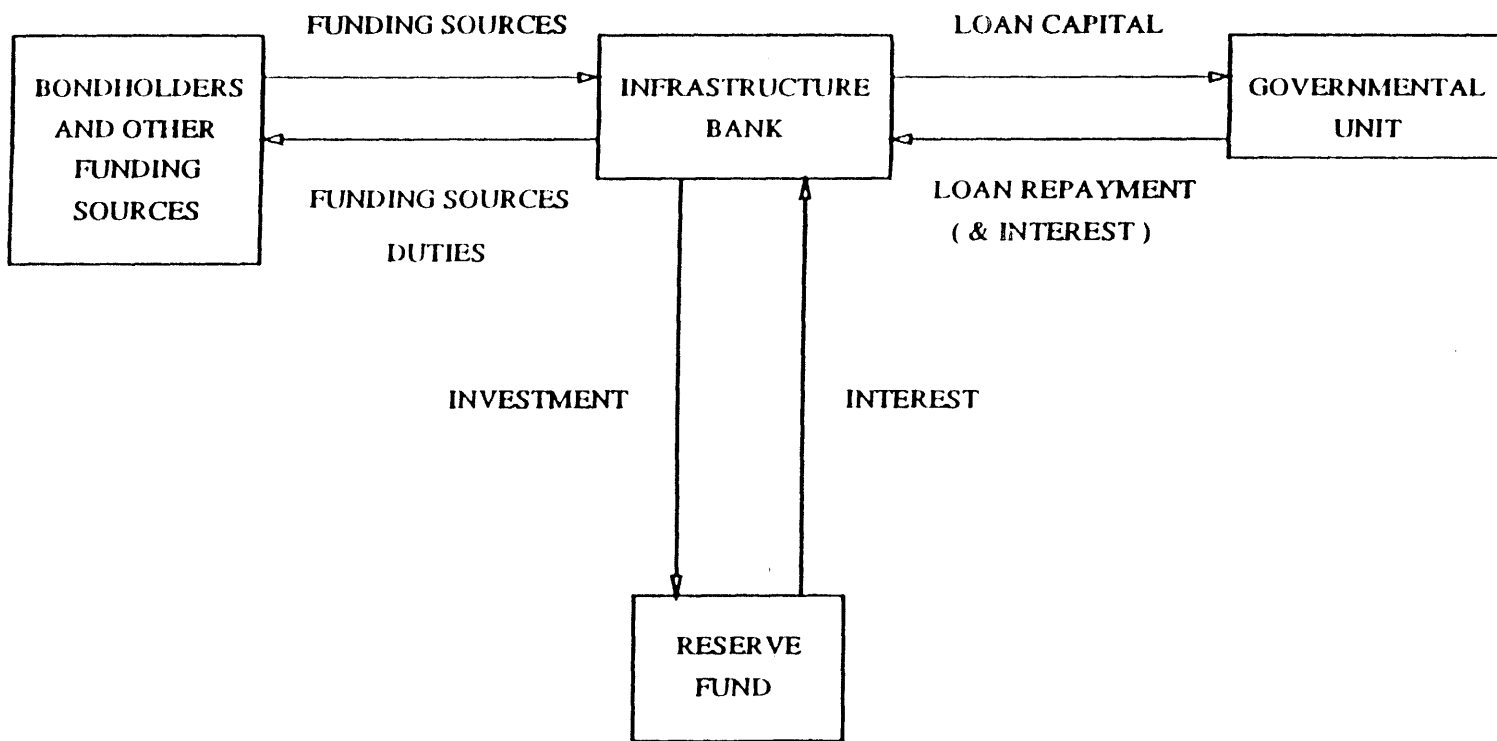 FUNDING SOURCES
LOAN CAPITAL
BONDHOLDERS
AND OTHER
FUNDING
SOURCES
INFRASTRUCTURE
BANK
GOVERNMENTAL
UNIT
FUNDING SOURCES
DUTIES
LOAN REPAYMENT
( & INTEREST )
INVESTMENT
INTEREST
RESERVE
FUND